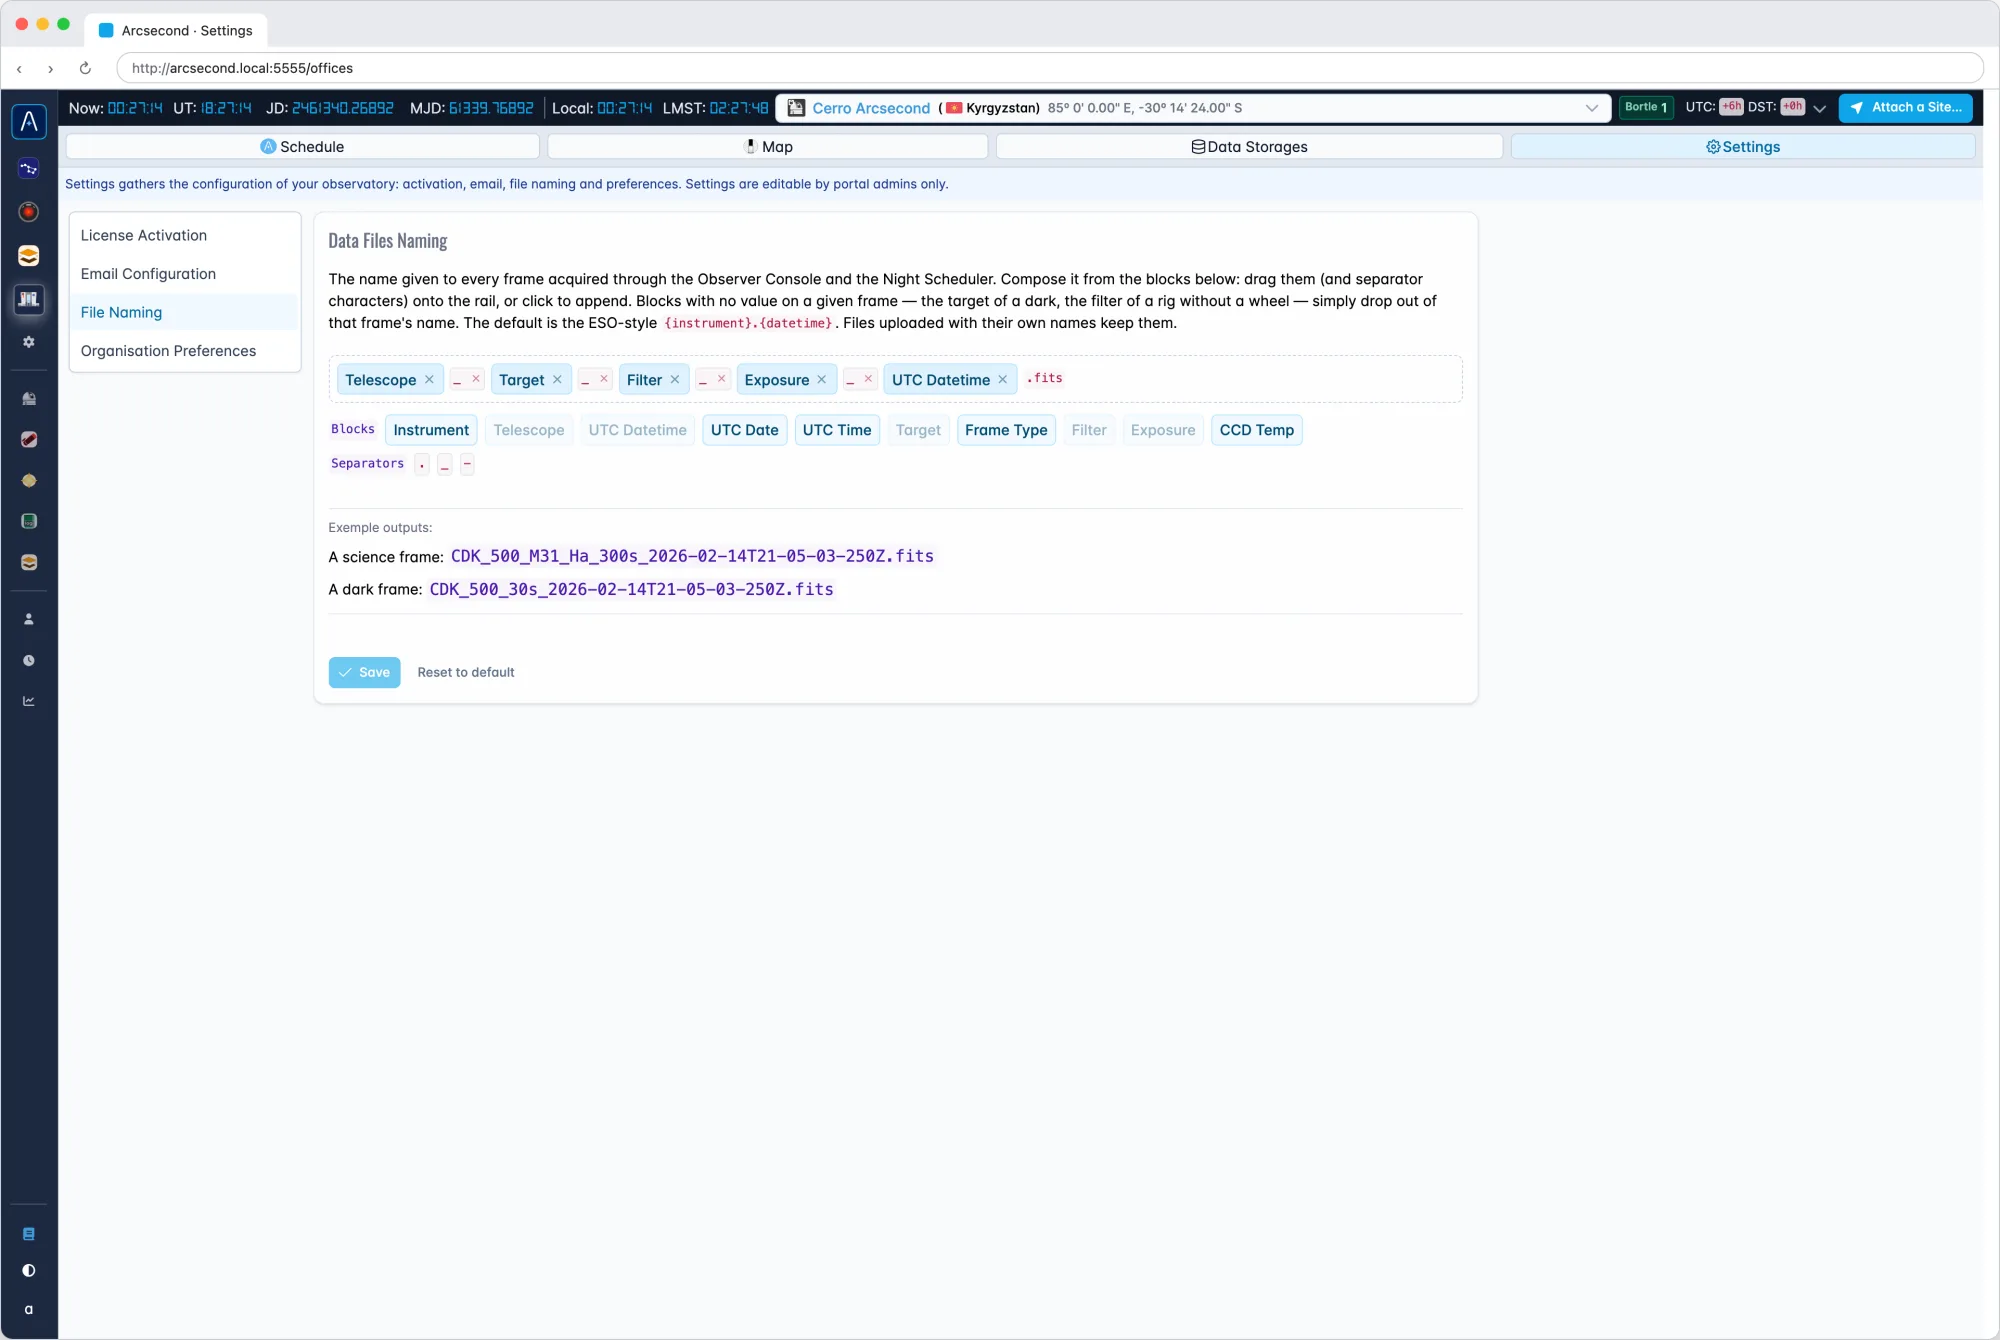 Arcsecond · Settings
http://arcsecond.local:5555/offices
Now: 00:27:14 UT: 18:27:14 JD: 2461340.26892 MJD: 61339.76892 Local: 00:27:14 LMST: 02:27:48 Cerro Arcsecond ( Kyrgyzstan) 85° 0' 0.00" E, -30° 14' 24.00" S Bortle 1 UTC: +6h DST: +0h Attach a Site...
Schedule Map Data Storages Settings
Settings gathers the configuration of your observatory: activation, email, file naming and preferences. Settings are editable by portal admins only.
License Activation
Email Configuration
File Naming
Organisation Preferences
Data Files Naming
The name given to every frame acquired through the Observer Console and the Night Scheduler. Compose it from the blocks below: drag them (and separator
characters) onto the rail, or click to append. Blocks with no value on a given frame — the target of a dark, the filter of a rig without a wheel — simply drop out of
that frame's name. The default is the ESO-style {instrument}.{datetime}. Files uploaded with their own names keep them.
Telescope × _ × Target × _ × Filter × _ × Exposure × _ × UTC Datetime × .fits
Blocks Instrument Telescope UTC Datetime UTC Date UTC Time Target Frame Type Filter Exposure CCD Temp
Separators . _ -
Exemple outputs:
A science frame: CDK_500_M31_Ha_300s_2026-02-14T21-05-03-250Z.fits
A dark frame: CDK_500_30s_2026-02-14T21-05-03-250Z.fits
Save Reset to default
a